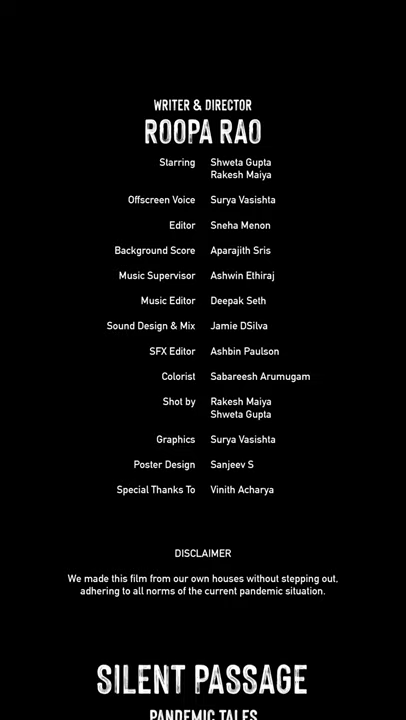 WRITER & DIRECTOR
ROOPA RAO
Starring Shweta Gupta
Rakesh Maiya
Offscreen Voice Surya Vasishta
Editor Sneha Menon
Background Score Aparajith Sris
Music Supervisor Ashwin Ethiraj
Music Editor Deepak Seth
Sound Design & Mix Jamie DSilva
SFX Editor Ashbin Paulson
Colorist Sabareesh Arumugam
Shot by Rakesh Maiya
Shweta Gupta
Graphics Surya Vasishta
Poster Design Sanjeev S
Special Thanks To Vinith Acharya
DISCLAIMER
We made this film from our own houses without stepping out,
adhering to all norms of the current pandemic situation.
SILENT PASSAGE
PANDEMIC TALES